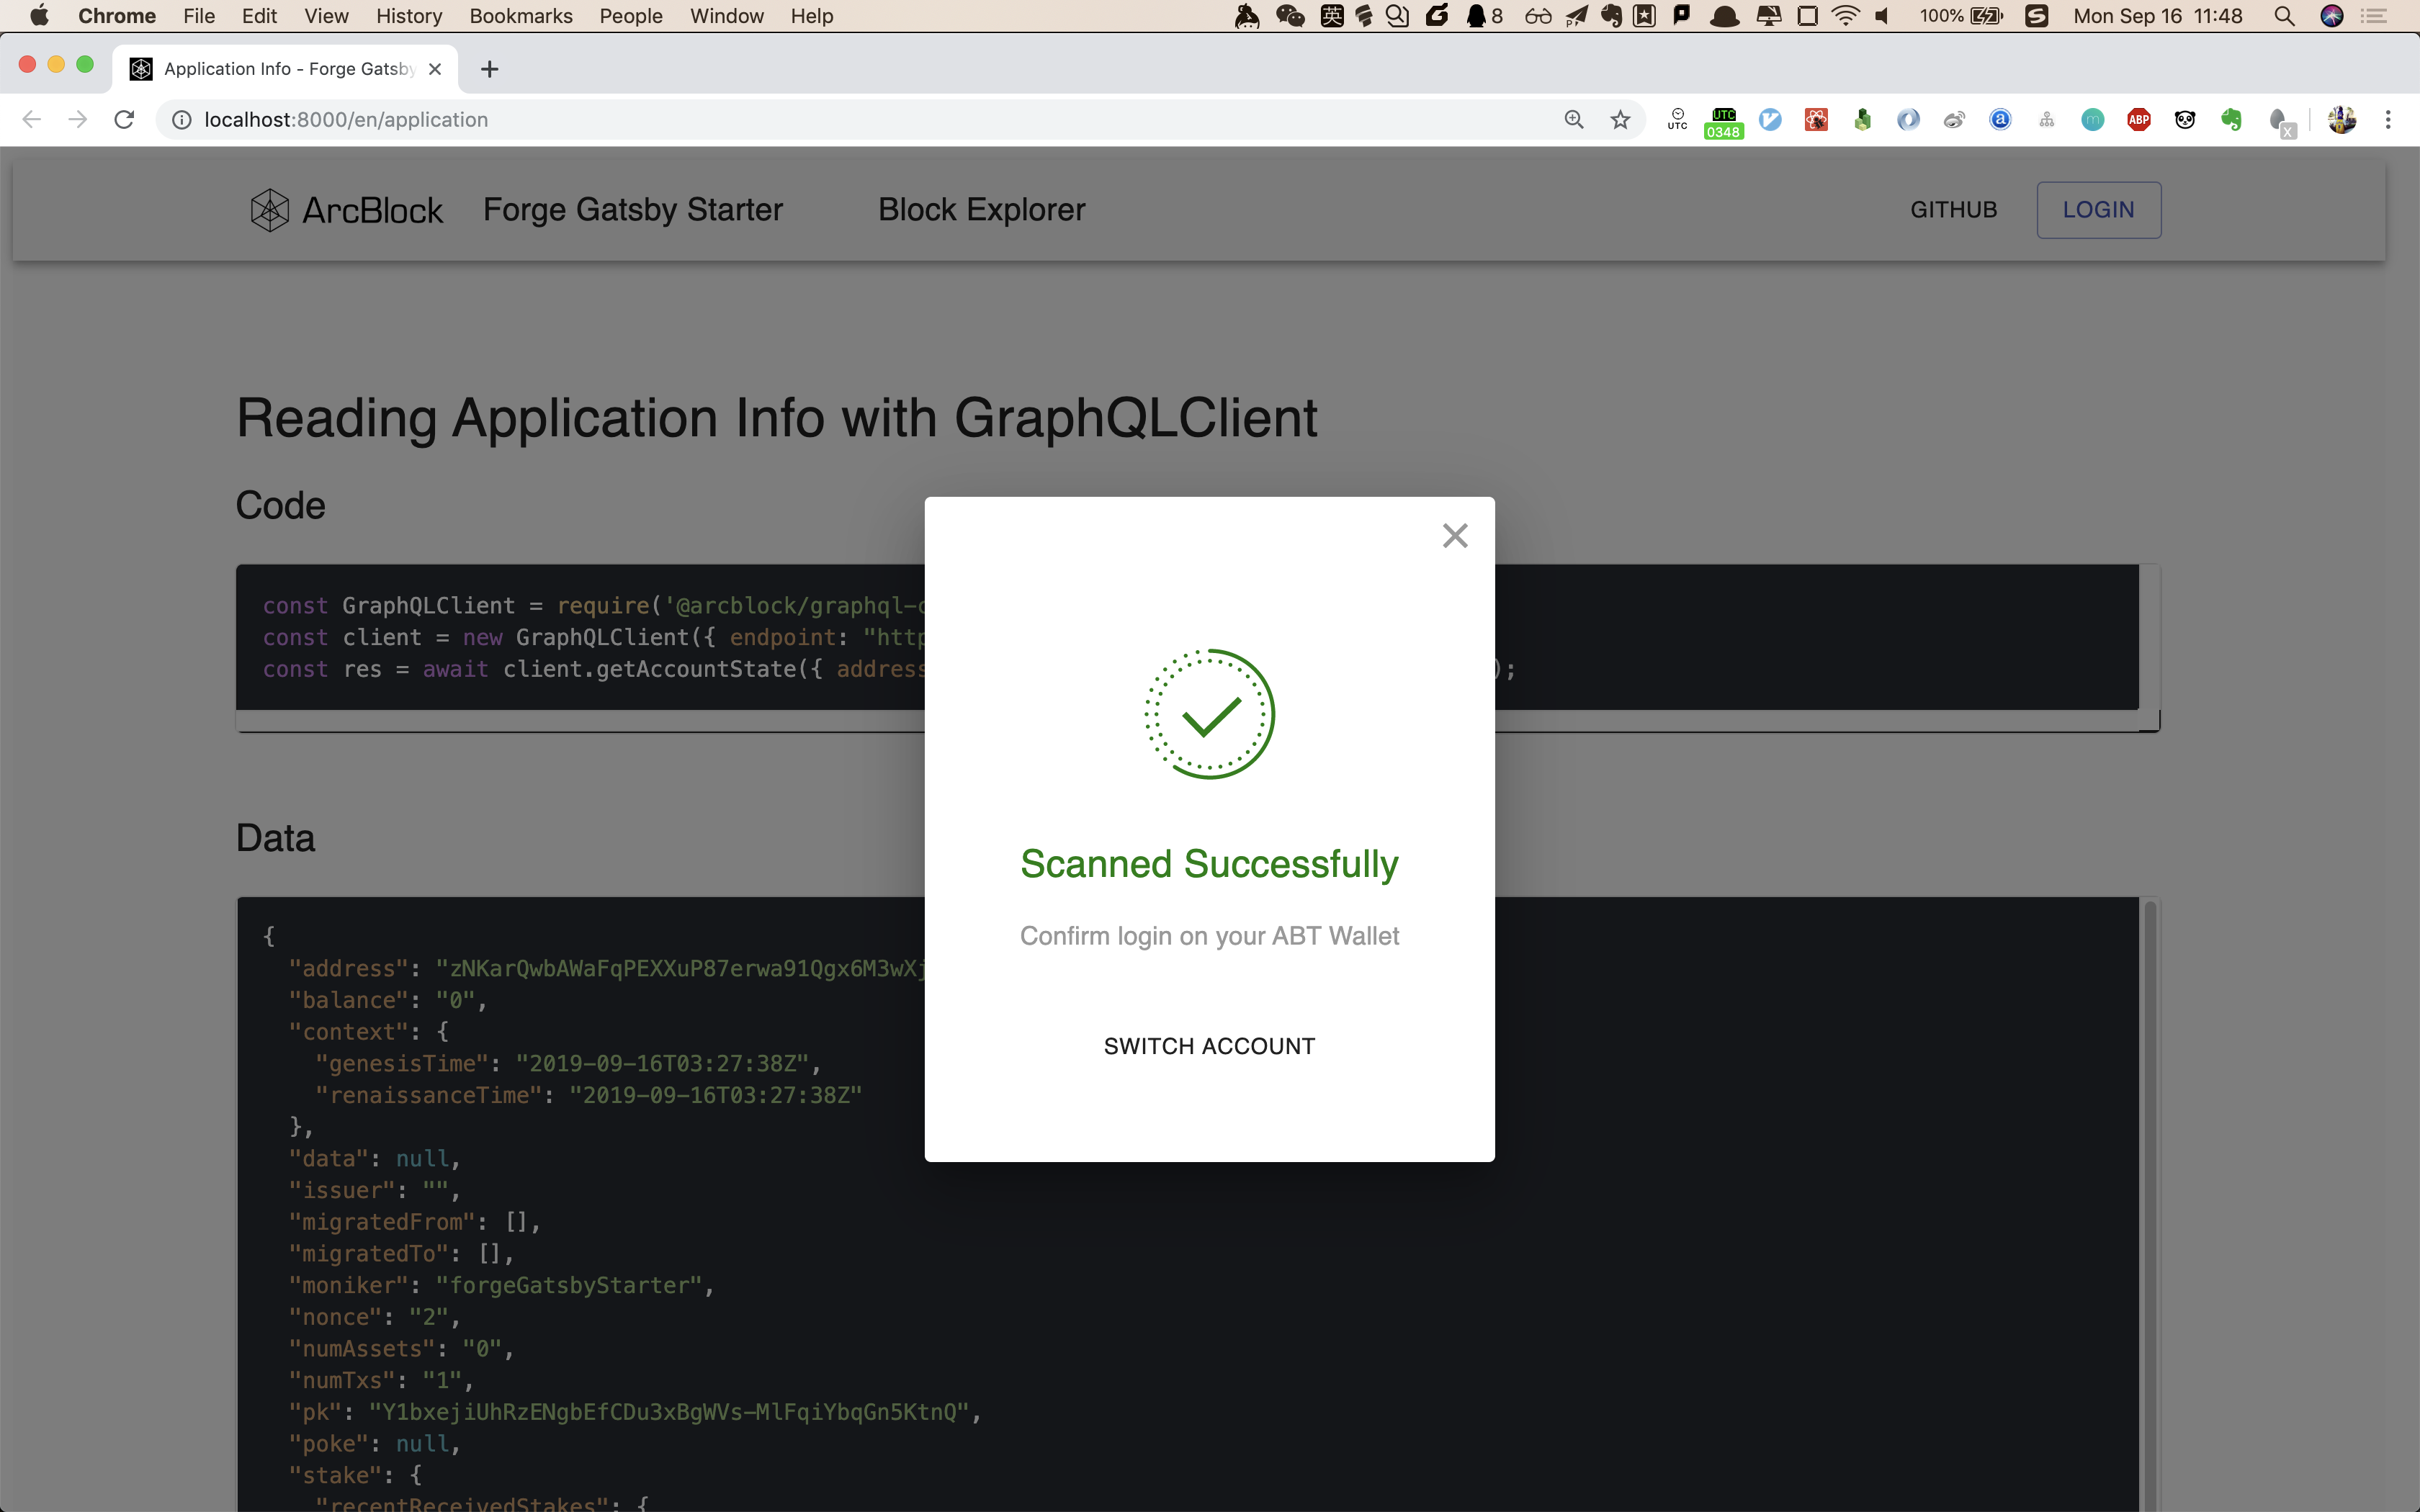 Chrome File Edit View History Bookmarks People Window Help 英 8 100% Mon Sep 16 11:48
Application Info - Forge Gatsby
localhost:8000/en/application
UTC
UTC
0348
ABP
ArcBlock Forge Gatsby Starter Block Explorer GITHUB LOGIN
Reading Application Info with GraphQLClient
Code
const GraphQLClient = require('@arcblock/graphql-c
const client = new GraphQLClient({ endpoint: "http
const res = await client.getAccountState({ address );
Data
{
"address": "zNKarQwbAWaFqPEXXuP87erwa91Qgx6M3wXj
"balance": "0",
"context": {
"genesisTime": "2019-09-16T03:27:38Z",
"renaissanceTime": "2019-09-16T03:27:38Z"
},
"data": null,
"issuer": "",
"migratedFrom": [],
"migratedTo": [],
"moniker": "forgeGatsbyStarter",
"nonce": "2",
"numAssets": "0",
"numTxs": "1",
"pk": "Y1bxejiUhRzENgbEfCDu3xBgWVs-MlFqiYbqGn5KtnQ",
"poke": null,
"stake": {
"recentReceivedStakes": {
Scanned Successfully
Confirm login on your ABT Wallet
SWITCH ACCOUNT